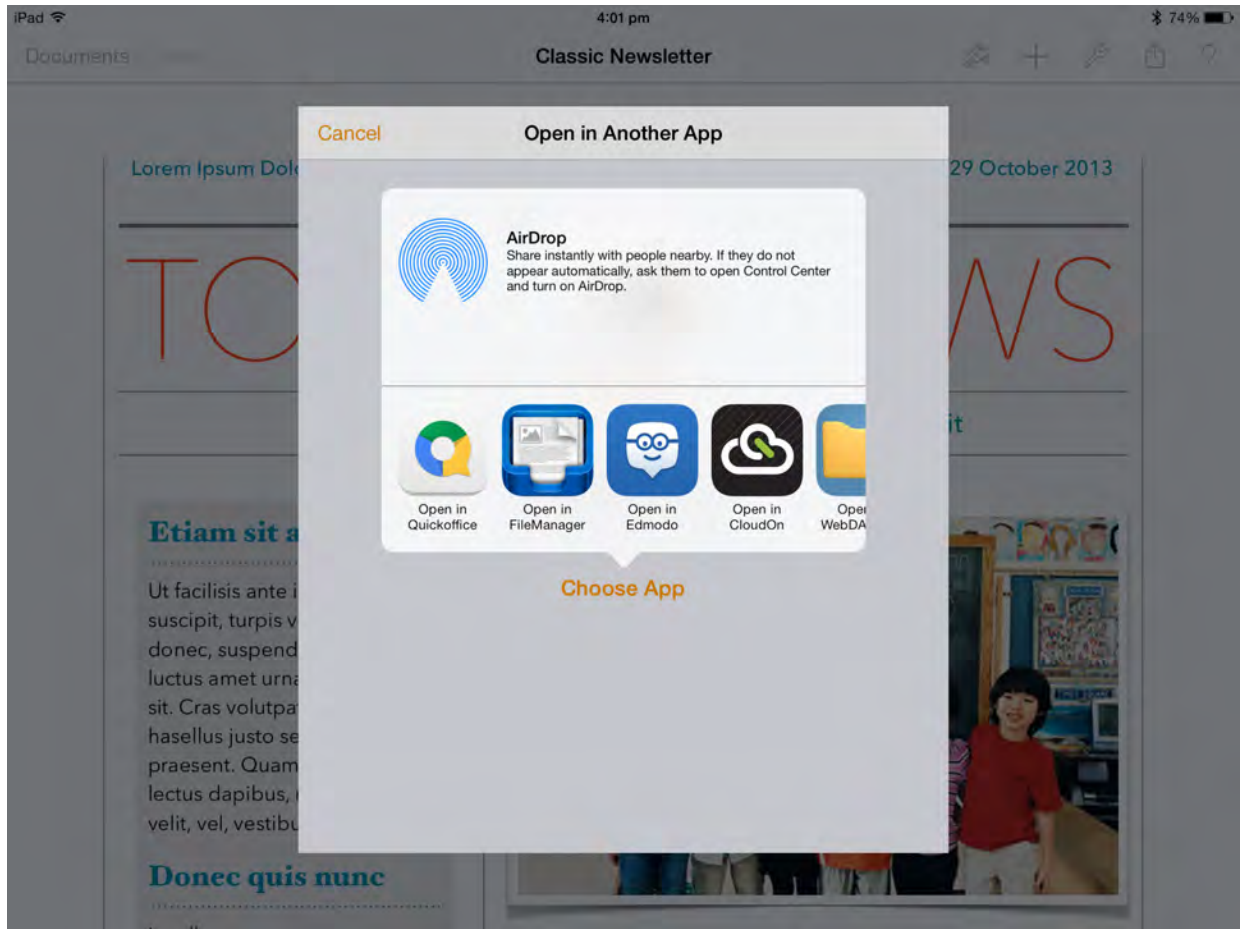 iPad
4:01 pm
74%
Documents
Classic Newsletter
Cancel
Open in Another App
Lorem Ipsum Dolo
29 October 2013
AirDrop
Share instantly with people nearby. If they do not
appear automatically, ask them to open Control Center
and turn on AirDrop.
TO
WS
it
Open in
Quickoffice
Open in
FileManager
Open in
Edmodo
Open in
CloudOn
Open
WebDA
Choose App
Etiam sit a
Ut facilisis ante i
suscipit, turpis v
donec, suspend
luctus amet urna
sit. Cras volutpat
hasellus justo se
praesent. Quam
lectus dapibus,
velit, vel, vestibu
Donec quis nunc